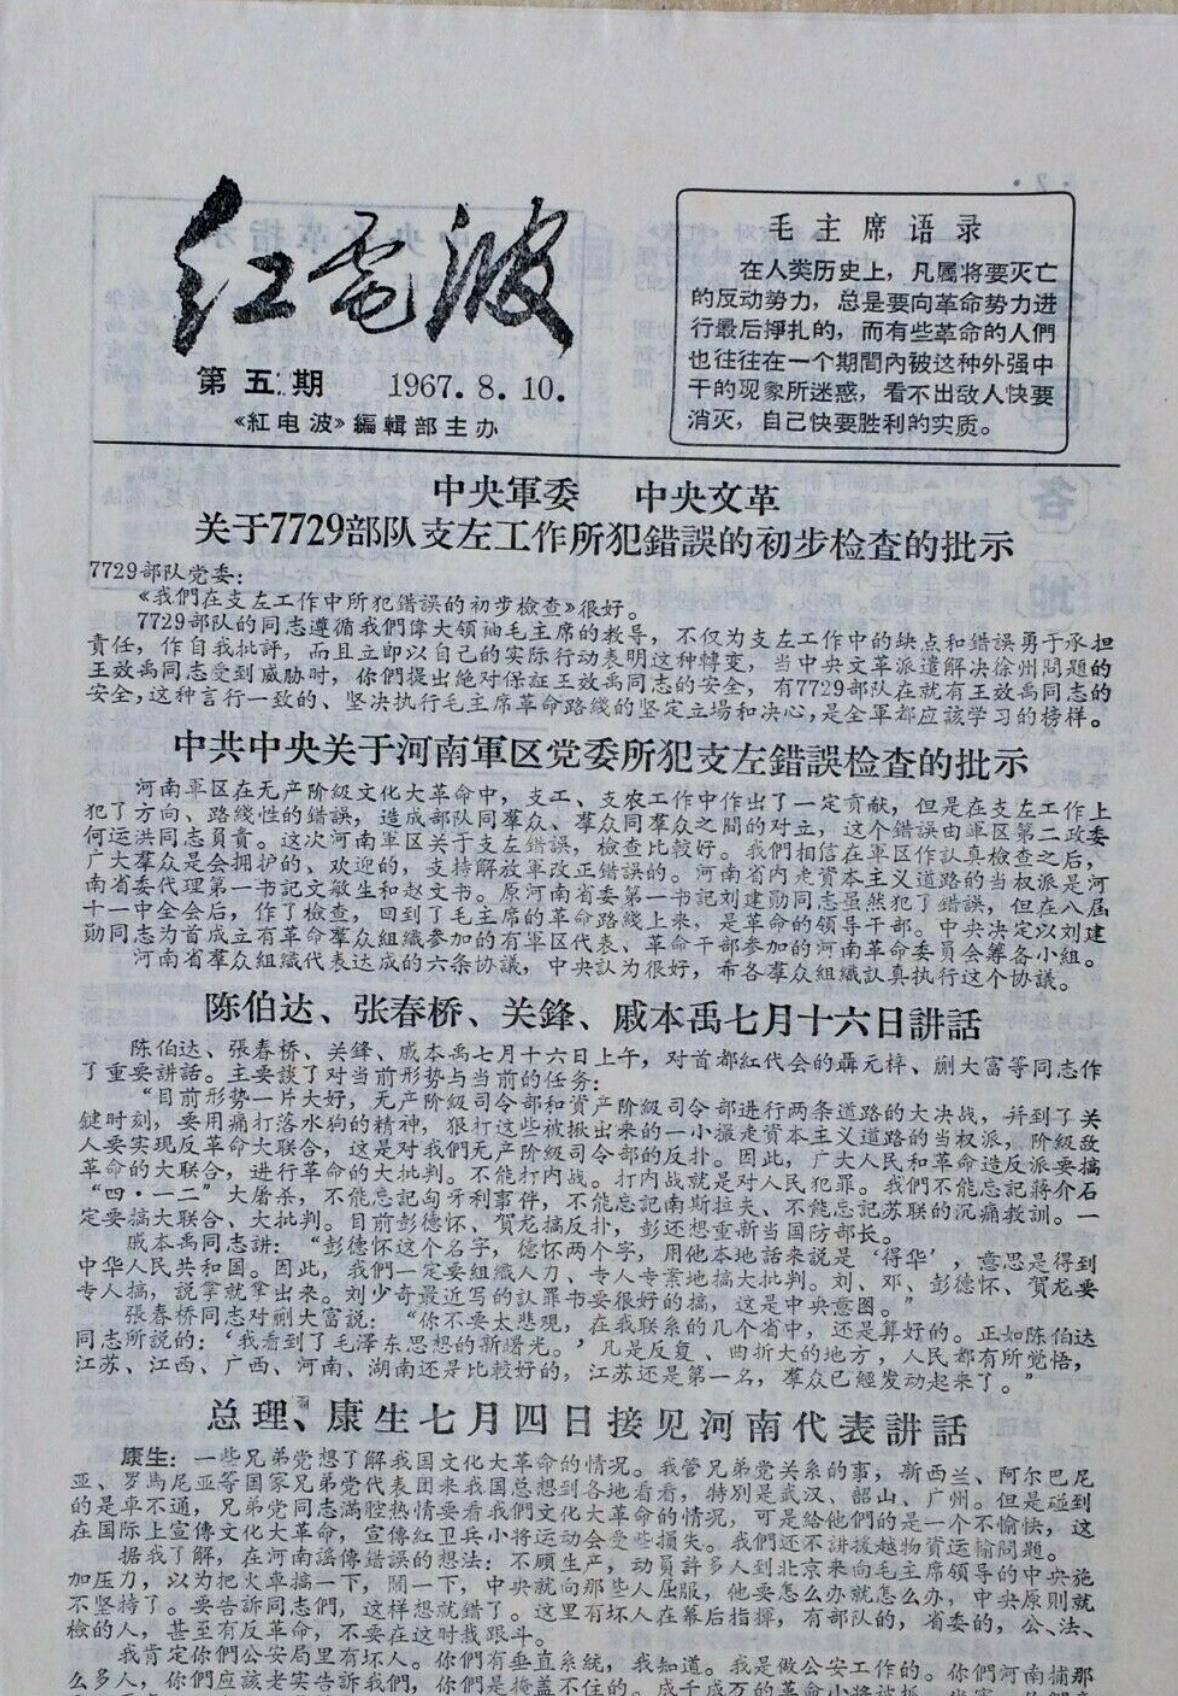 红电波
第五期 1967.8.10.
《紅电波》編輯部主办
毛主席语录
在人类历史上，凡属将要灭亡
的反动势力，总是要向革命势力进
行最后掙扎的，而有些革命的人們
也往往在一个期間內被这种外强中
干的现象所迷惑，看不出敌人快要
消灭，自己快要胜利的实质。
中央軍委 中央文革
关于7729部队支左工作所犯錯誤的初步检查的批示
7729部队党委：
《我們在支左工作中所犯錯誤的初步檢查》很好。
7729部队的同志遵循我們偉大領袖毛主席的教导，不仅为支左工作中的缺点和錯誤勇于承担
責任，作自我批評，而且立即以自己的实际行动表明这种轉变，当中央文革派遣解决徐州問題的
王效禹同志受到威胁时，你們提出絶对保証王效禹同志的安全，有7729部队在就有王效禹同志的
安全，这种言行一致的、坚决执行毛主席革命路綫的坚定立場和决心，是全軍都应該学习的榜样。
中共中央关于河南軍区党委所犯支左錯誤检查的批示
河南軍区在无产阶級文化大革命中，支工、支农工作中作出了一定貢献，但是在支左工作上
犯了方向、路綫性的錯誤，造成部队同羣众、羣众同羣众之間的对立，这个錯誤由軍区第二政委
何运洪同志負責。这次河南軍区关于支左錯誤，檢查比較好。我們相信在軍区作認真檢查之后，
广大羣众是会拥护的、欢迎的，支持解放軍改正錯誤的。河南省内走資本主义道路的当权派是河
南省委代理第一书記文敏生和赵文书。原河南省委第一书記刘建勋同志虽然犯了錯誤，但在八届
十一中全会后，作了檢查，回到了毛主席的革命路綫上来，是革命的領导干部。中央决定以刘建
勛同志为首成立有革命羣众組織参加的有軍区代表、革命干部参加的河南革命委員会筹备小組。
河南省羣众組織代表达成的六条协議，中央認为很好，希各羣众組織認真执行这个协議。
陈伯达、张春桥、关鋒、戚本禹七月十六日讲話
陈伯达、張春桥、关鋒、戚本禹七月十六日上午，对首都紅代会的聶元梓、蒯大富等同志作
了重要讲話。主要談了对当前形势与当前的任务：
“目前形势一片大好，无产阶級司令部和資产阶級司令部进行两条道路的大决战，并到了关
鍵时刻，要用痛打落水狗的精神，狠打这些被揪出来的一小撮走資本主义道路的当权派，阶級敌
人要实现反革命大联合，这是对我們无产阶級司令部的反扑。因此，广大人民和革命造反派要搞
革命的大联合，进行革命的大批判。不能打内战。打内战就是对人民犯罪。我們不能忘記蔣介石
“四·一二”大屠杀，不能忘記匈牙利事件，不能忘記南斯拉夫、不能忘記苏联的沉痛教訓。一
定要搞大联合、大批判。目前彭德怀、賀龙搞反扑，彭还想重新当国防部长。
戚本禹同志讲：“彭德怀这个名字，德怀两个字，用他本地話来説是‘得华’，意思是得到
中华人民共和国。因此，我們一定要組織人力、专人专案地搞大批判。刘、邓、彭德怀、賀龙要
专人搞，説拿就拿出来。刘少奇最近写的認罪书要很好的搞，这是中央意图。”
張春桥同志对蒯大富説：“你不要太悲观，在我联系的几个省中，还是算好的。正如陈伯达
同志所説的：‘我看到了毛泽东思想的新曙光。’凡是反复、曲折大的地方，人民都有所觉悟，
江苏、江西、广西、河南、湖南还是比較好的，江苏还是第一名，羣众已經发动起来了。”
总理、康生七月四日接见河南代表讲話
康生：一些兄弟党想了解我国文化大革命的情况。我管兄弟党关系的事，新西兰、阿尔巴尼
亚、罗馬尼亚等国家兄弟党代表团来我国总想到各地看看，特別是武汉、韶山、广州。但是碰到
的是車不通，兄弟党同志滿腔热情要看我們文化大革命的情况，可是給他們的是一个不愉快，这
在国际上宣傳文化大革命，宣傳紅卫兵小将运动会受些损失。我們还不讲援越物資运輸問題。
据我了解，在河南謠傳錯誤的想法：不顾生产，动員許多人到北京来向毛主席領导的中央施
加压力，以为把火車搞一下，鬧一下，中央就向那些人屈服，他要怎么办就怎么办，中央原則就
不坚持了。要告訴同志們，这样想就錯了。这里有坏人在幕后指揮，有部队的，省委的，公、法、
檢的人，甚至有反革命，不要在这时栽跟斗。
我肯定你們公安局里有坏人。你們有垂直系統，我知道。我是做公安工作的。你們河南捕那
么多人，你們应該老实告訴我們，你們是掩盖不住的。成千成万的革命小将被抓